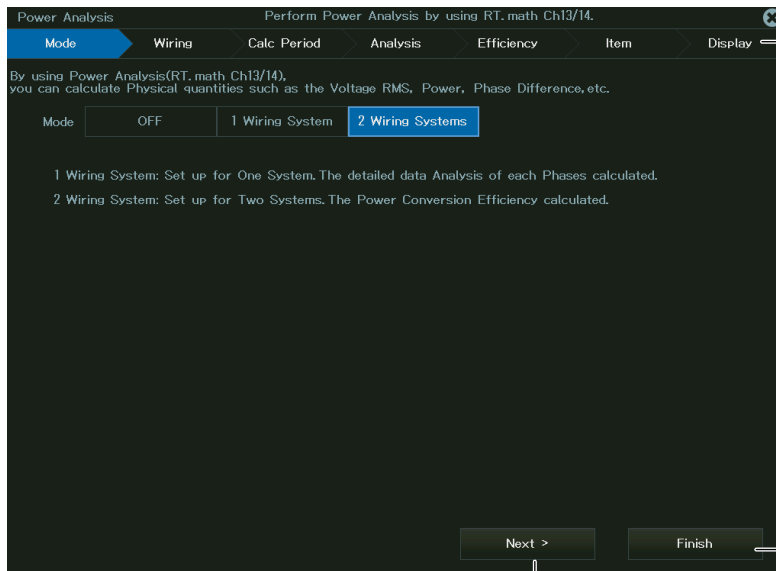 Power Analysis
Perform Power Analysis by using RT.math Ch13/14.
Mode
Wiring
Calc Period
Analysis
Efficiency
Item
Display
By using Power Analysis(RT.math Ch13/14),
you can calculate Physical quantities such as the Voltage RMS, Power, Phase Difference,etc.
Mode
OFF
1 Wiring System
2 Wiring Systems
1 Wiring System: Set up for One System. The detailed data Analysis of each Phases calculated.
2 Wiring System: Set up for Two Systems. The Power Conversion Efficiency calculated.
Next >
Finish